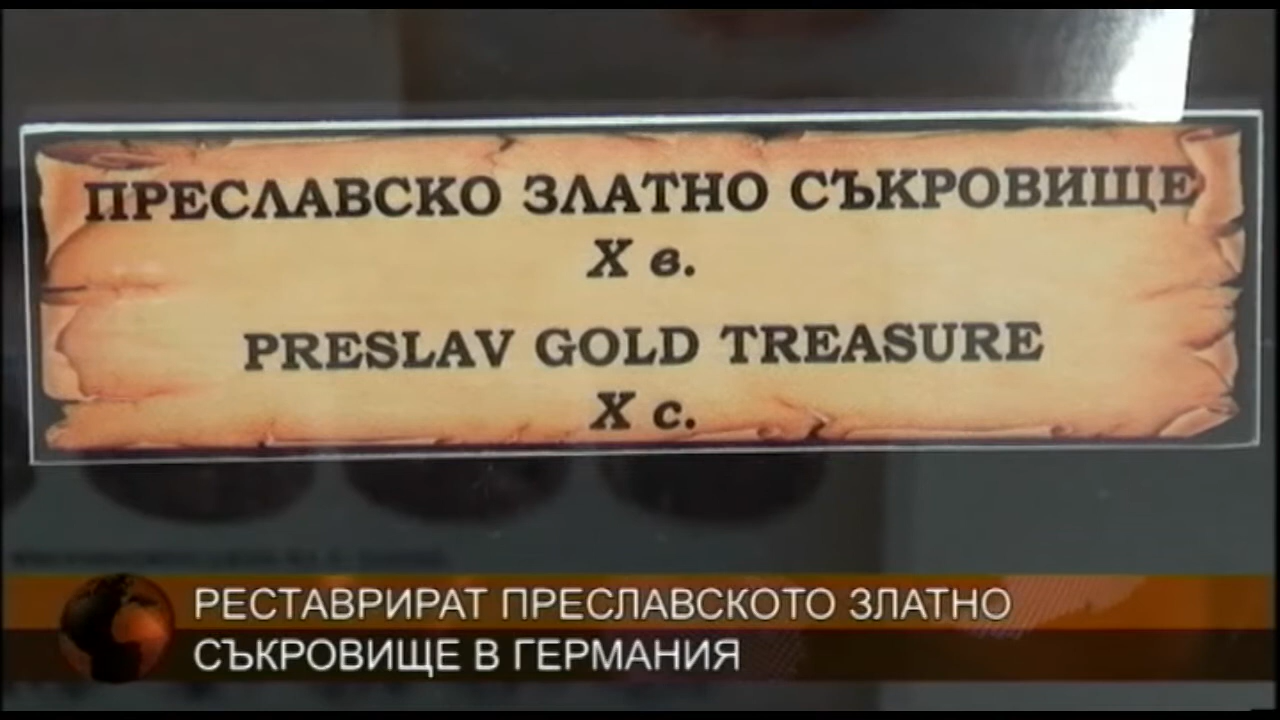 ПРЕСЛАВСКО ЗЛАТНО СЪКРОВИЩЕ
X в.
PRESLAV GOLD TREASURE
X c.
РЕСТАВРИРАТ ПРЕСЛАВСКОТО ЗЛАТНО
СЪКРОВИЩЕ В ГЕРМАНИЯ